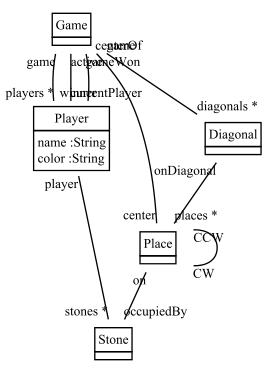 Game
game
gameWon
centerOf
game
players *
winner
currentPlayer
diagonals *
Player
name :String
color :String
Diagonal
player
onDiagonal
center
places *
Place
CCW
CW
on
stones *
occupiedBy
Stone